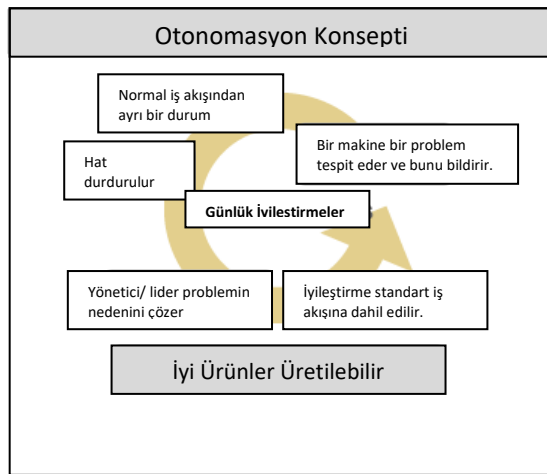 Otonomasyon Konsepti
Normal iş akışından
ayrı bir durum
Bir makine bir problem
tespit eder ve bunu bildirir.
Hat
durdurulur
Günlük İvilestirmeler
Yönetici/ lider problemin
nedenini çözer
İyileştirme standart iş
akışına dahil edilir.
İyi Ürünler Üretilebilir